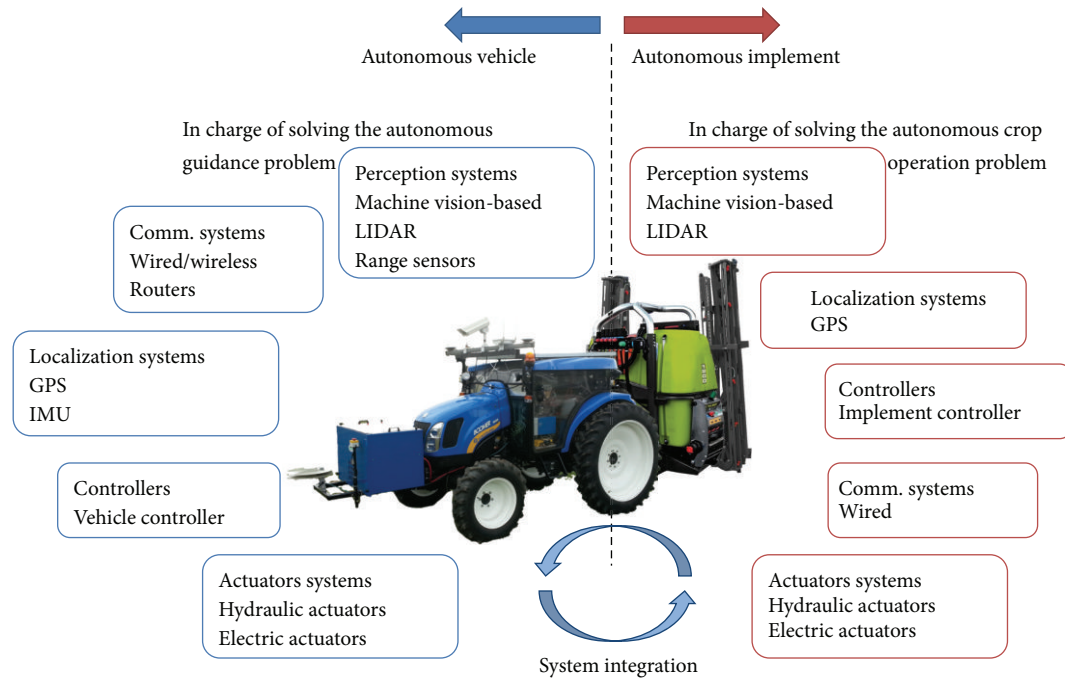 Autonomous vehicle
Autonomous implement
In charge of solving the autonomous
guidance problem
In charge of solving the autonomous crop
operation problem
Perception systems
Machine vision-based
LIDAR
Range sensors
Perception systems
Machine vision-based
LIDAR
Comm. systems
Wired/wireless
Routers
Localization systems
GPS
Localization systems
GPS
IMU
Controllers
Implement controller
Controllers
Vehicle controller
Comm. systems
Wired
Actuators systems
Hydraulic actuators
Electric actuators
Actuators systems
Hydraulic actuators
Electric actuators
System integration